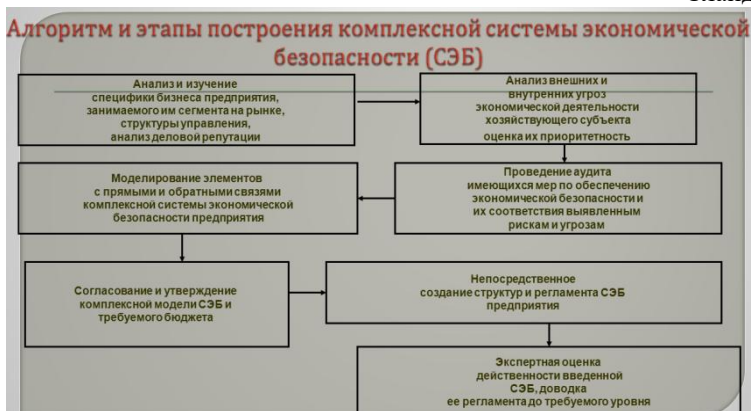 Алгоритм и этапы построения комплексной системы экономической
безопасности (СЭБ)
Анализ и изучение
специфики бизнеса предприятия,
занимаемого им сегмента на рынке,
структуры управления,
анализ деловой репутации
Анализ внешних и
внутренних угроз
экономической деятельности
хозяйствующего субъекта
оценка их приоритетность
Моделирование элементов
с прямыми и обратными связями
комплексной системы экономической
безопасности предприятия
Проведение аудита
имеющихся мер по обеспечению
экономической безопасности и
их соответствия выявленным
рискам и угрозам
Согласование и утверждение
комплексной модели СЭБ и
требуемого бюджета
Непосредственное
создание структур и регламента СЭБ
предприятия
Экспертная оценка
действенности введенной
СЭБ, доводка
ее регламента до требуемого уровня